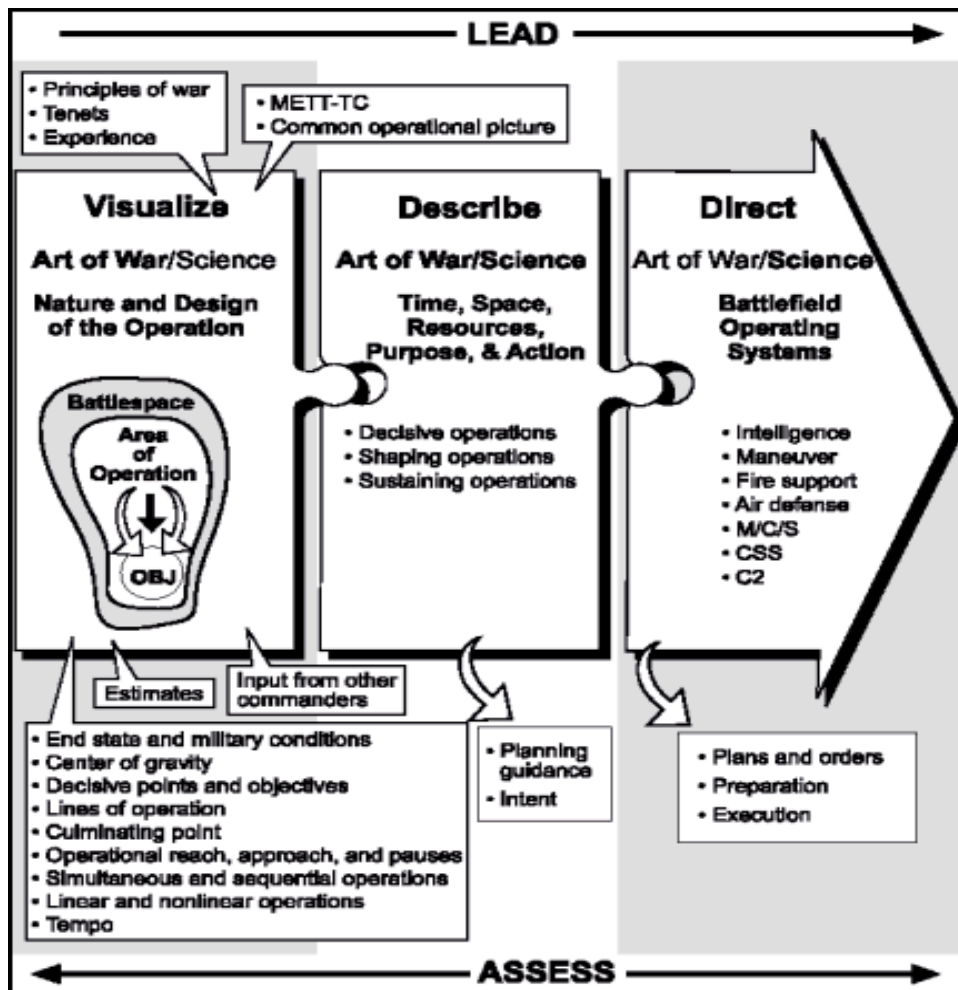 LEAD
• Principles of war
• Tenets
• Experience
• METT-TC
• Common operational picture
Visualize
Art of War/Science
Nature and Design
of the Operation
Battlespace
Area
of
Operation
OBJ
Describe
Art of War/Science
Time, Space,
Resources,
Purpose, & Action
• Decisive operations
• Shaping operations
• Sustaining operations
Direct
Art of War/Science
Battlefield
Operating
Systems
• Intelligence
• Maneuver
• Fire support
• Air defense
• M/C/S
• CSS
• C2
Estimates
Input from other
commanders
• End state and military conditions
• Center of gravity
• Decisive points and objectives
• Lines of operation
• Culminating point
• Operational reach, approach, and pauses
• Simultaneous and sequential operations
• Linear and nonlinear operations
• Tempo
• Planning
guidance
• Intent
• Plans and orders
• Preparation
• Execution
ASSESS